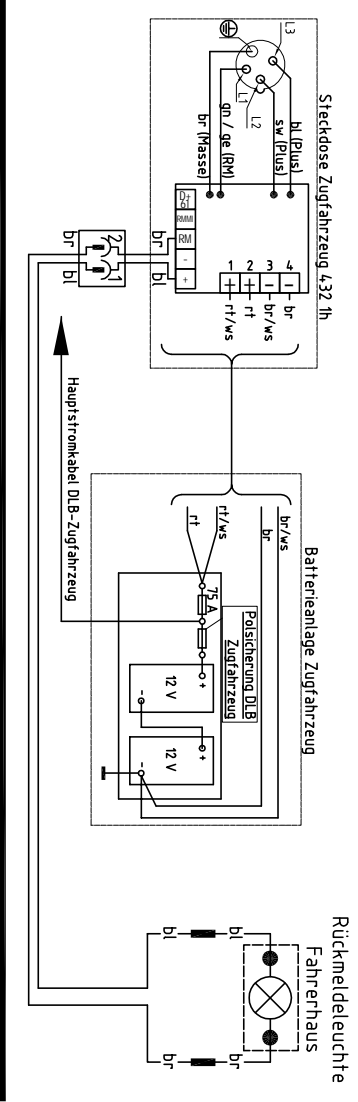 Steckdose Zugfahrzeug 432 1h
L3
L1
L2
bl (Plus)
sw (Plus)
gn / ge (RM)
br (Masse)
D+
61
RMMI
RM
-
+
1
2
3
4
+
+
-
-
br
br/ws
rt
rt/ws
br
bl
2
1
br
bl
Hauptstromkabel DLB-Zugfahrzeug
Batterieanlage Zugfahrzeug
br/ws
br
rt/ws
rt
75 A
Polsicherung DLB
Zugfahrzeug
+
12 V
-
+
12 V
-
Rückmeldeleuchte
Fahrerhaus
bl
bl
br
br